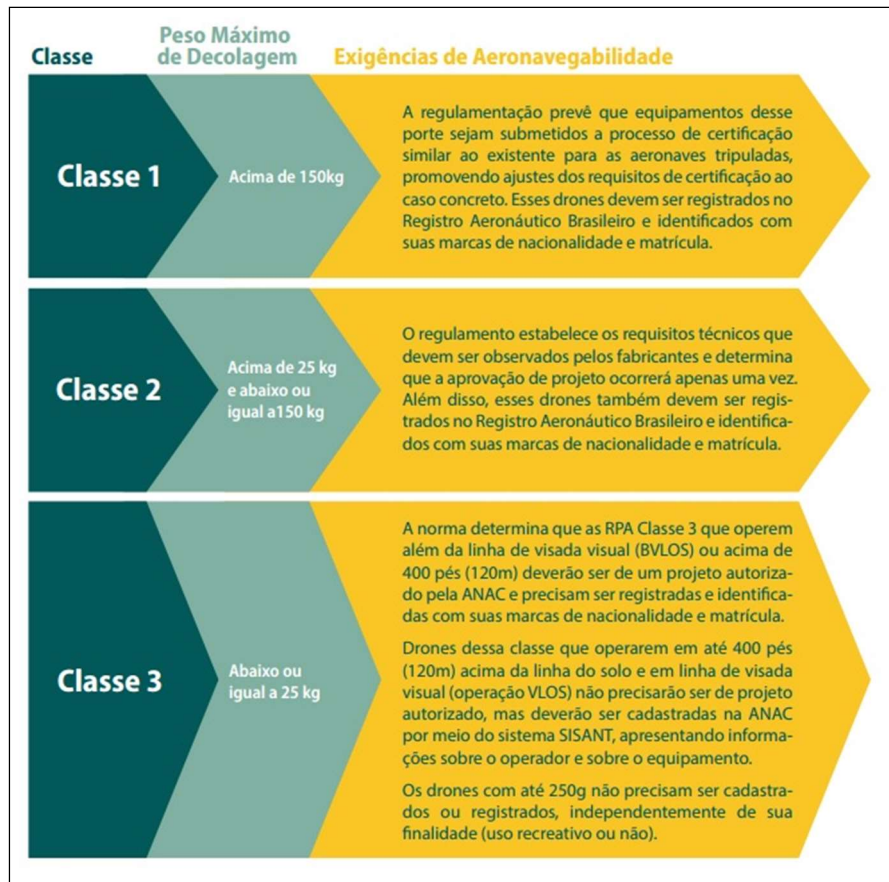 Classe
Peso Máximo
de Decolagem
Exigências de Aeronavegabilidade
Classe 1
Acima de 150kg
A regulamentação prevê que equipamentos desse
porte sejam submetidos a processo de certificação
similar ao existente para as aeronaves tripuladas,
promovendo ajustes dos requisitos de certificação ao
caso concreto. Esses drones devem ser registrados no
Registro Aeronáutico Brasileiro e identificados com
suas marcas de nacionalidade e matrícula.
Classe 2
Acima de 25 kg
e abaixo ou
igual a150 kg
O regulamento estabelece os requisitos técnicos que
devem ser observados pelos fabricantes e determina
que a aprovação de projeto ocorrerá apenas uma vez.
Além disso, esses drones também devem ser regis-
trados no Registro Aeronáutico Brasileiro e identifica-
dos com suas marcas de nacionalidade e matrícula.
Classe 3
Abaixo ou
igual a 25 kg
A norma determina que as RPA Classe 3 que operem
além da linha de visada visual (BVLOS) ou acima de
400 pés (120m) deverão ser de um projeto autoriza-
do pela ANAC e precisam ser registradas e identifica-
das com suas marcas de nacionalidade e matrícula.
Drones dessa classe que operarem em até 400 pés
(120m) acima da linha do solo e em linha de visada
visual (operação VLOS) não precisarão ser de projeto
autorizado, mas deverão ser cadastradas na ANAC
por meio do sistema SISANT, apresentando informa-
ções sobre o operador e sobre o equipamento.
Os drones com até 250g não precisam ser cadastra-
dos ou registrados, independentemente de sua
finalidade (uso recreativo ou não).